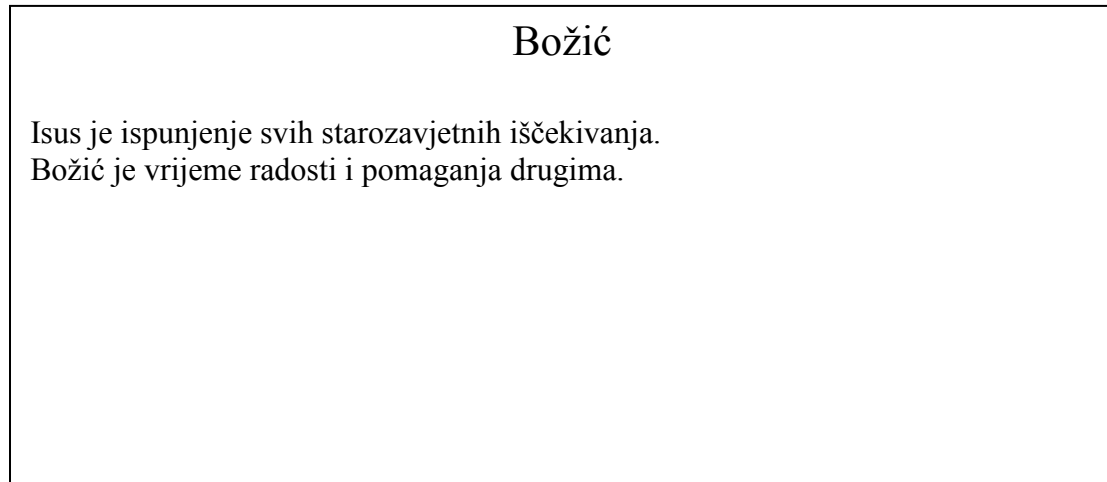 Božić
Isus je ispunjenje svih starozavjetnih iščekivanja.
Božić je vrijeme radosti i pomaganja drugima.